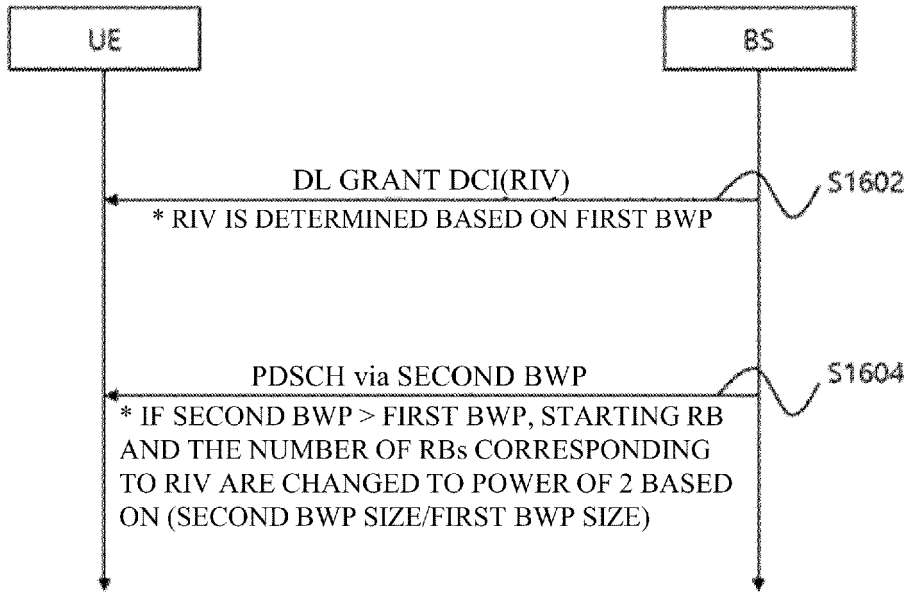 UE
BS
DL GRANT DCI(RIV)
S1602
* RIV IS DETERMINED BASED ON FIRST BWP
PDSCH via SECOND BWP
S1604
* IF SECOND BWP > FIRST BWP, STARTING RB
AND THE NUMBER OF RBs CORRESPONDING
TO RIV ARE CHANGED TO POWER OF 2 BASED
ON (SECOND BWP SIZE/FIRST BWP SIZE)